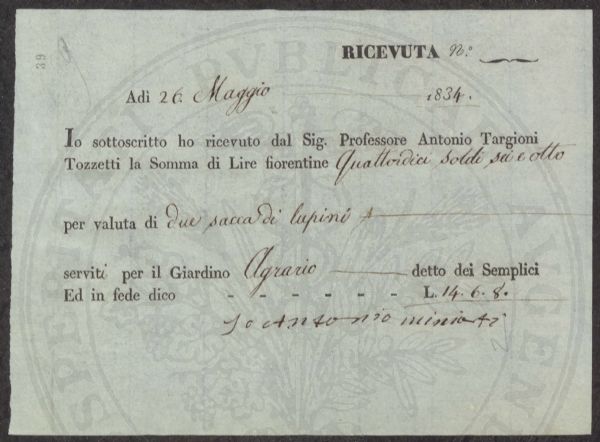 39
RICEVUTA N:
Adì 26. Maggio 1834.
Io sottoscritto ho ricevuto dal Sig. Professore Antonio Targioni
Tozzetti la Somma di Lire fiorentine Quattordici soldi sei e otto
per valuta di due sacca di lupini
serviti per il Giardino Agrario detto dei Semplici
Ed in fede dico - - - - - - L. 14. 6. 8.
Io Antonio miniati